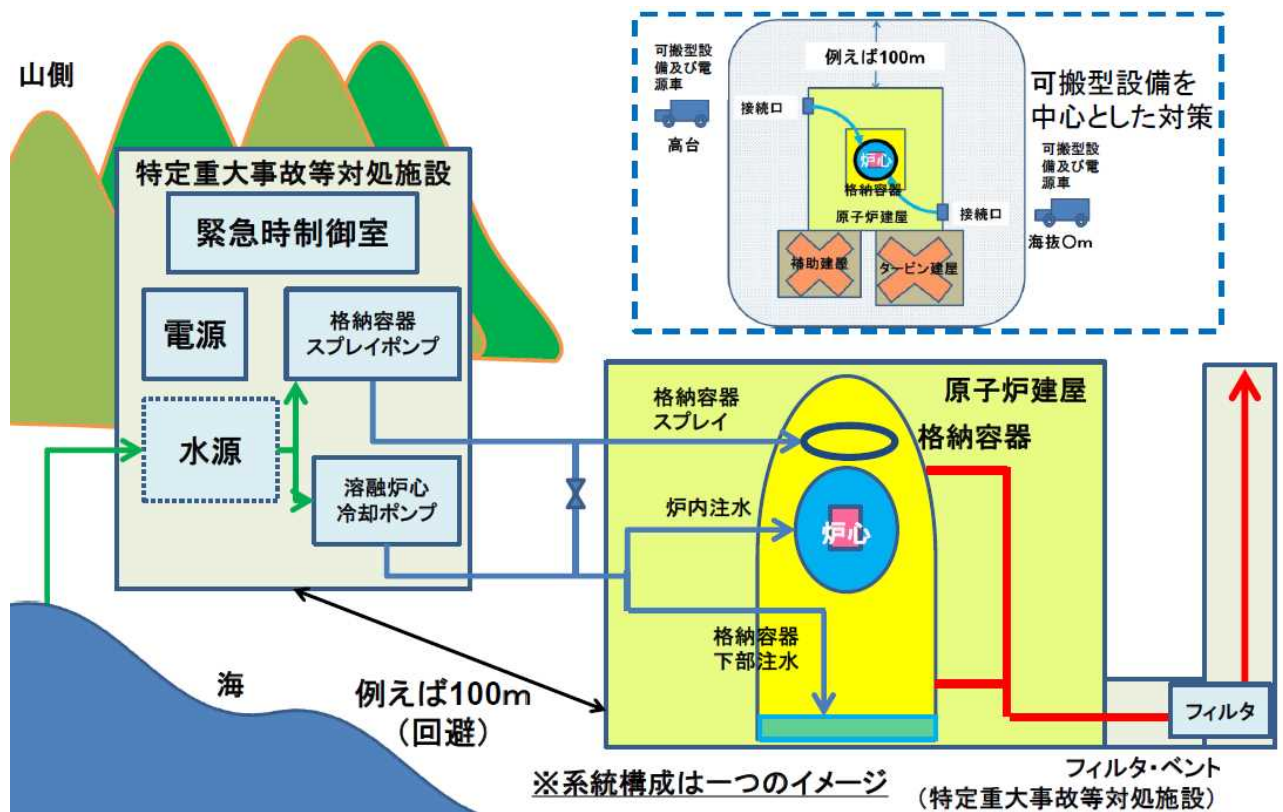 山側
特定重大事故等対処施設
緊急時制御室
電源
格納容器
スプレイポンプ
水源
溶融炉心
冷却ポンプ
海
例えば100m
(回避)
可搬型設
備及び電
源車
高台
例えば100m
接続口
炉心
格納容器
原子炉建屋
接続口
補助建屋
タービン建屋
可搬型設備を
中心とした対策
可搬型設
備及び電
源車
海抜〇m
原子炉建屋
格納容器
格納容器
スプレイ
炉内注水
炉心
格納容器
下部注水
フィルタ
フィルタ・ベント
(特定重大事故等対処施設)
※系統構成は一つのイメージ